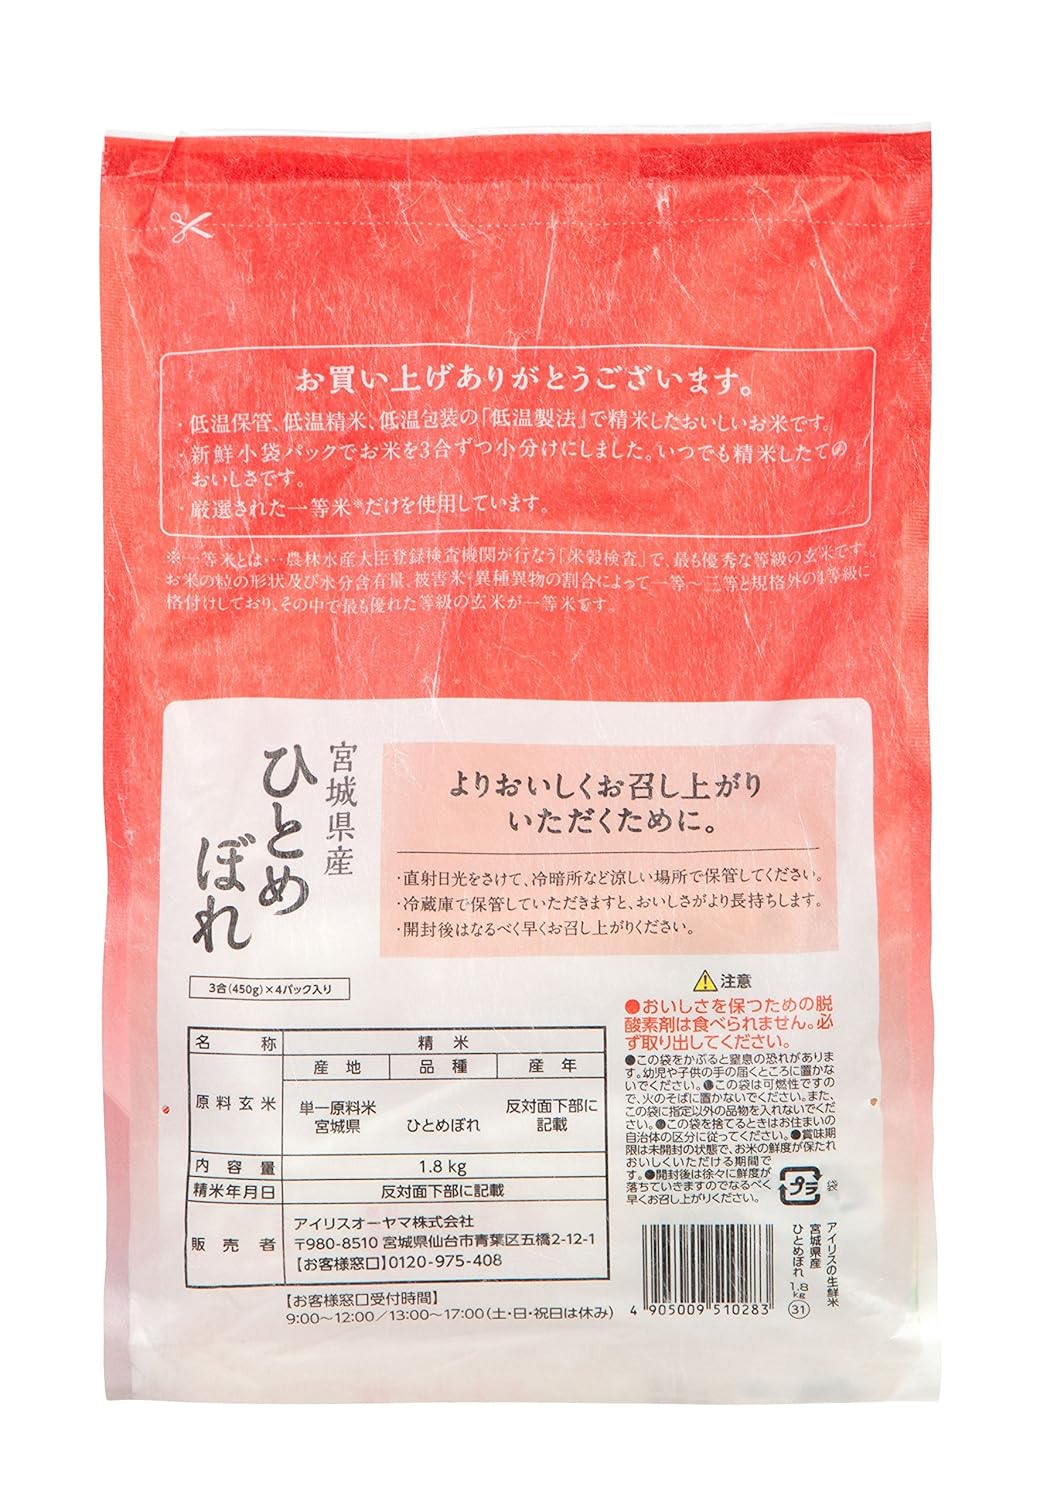 お買い上げありがとうございます。
・低温保管、低温精米、低温包装の「低温製法」で精米したおいしいお米です。
・新鮮小袋パックでお米を3合ずつ小分けにしました。いつでも精米したての
おいしさです。
・厳選された一等米※だけを使用しています。
※一等米とは…農林水産大臣登録検査機関が行なう「米穀検査」で、最も優秀な等級の玄米です。
お米の粒の形状及び水分含有量、被害米・異種異物の割合によって一等～三等と規格外の4等級に
格付けしており、その中で最も優れた等級の玄米が一等米です。
宮城県産
ひとめ
ぼれ
3合(450g)×4パック入り
よりおいしくお召し上がり
いただくために。
・直射日光をさけて、冷暗所など涼しい場所で保管してください。
・冷蔵庫で保管していただきますと、おいしさがより長持ちします。
・開封後はなるべく早くお召し上がりください。
名称 精米
原料玄米 産地 品種 産年
単一原料米 ひとめぼれ 反対面下部に
宮城県 記載
内容量 1.8kg
精米年月日 反対面下部に記載
販売者 アイリスオーヤマ株式会社
〒980-8510 宮城県仙台市青葉区五橋2-12-1
【お客様窓口】0120-975-408
【お客様窓口受付時間】
9:00～12:00/13:00～17:00(土・日・祝日は休み)
注意
●おいしさを保つための脱
酸素剤は食べられません。必
ず取り出してください。
●この袋をかぶると窒息の恐れがありま
す。幼児や子供の手の届くところに置かな
いでください。●この袋は可燃性ですの
で、火のそばに置かないでください。また、
この袋に指定以外の品物を入れないでくだ
さい。●この袋を捨てるときはお住まいの
自治体の区分に従ってください。●賞味期
限は未開封の状態で、お米の鮮度が保たれ
おいしくいただける期間で
す。●開封後は徐々に鮮度が
落ちていきますのでなるべく
早くお召し上がりください。
プラ
袋
4 905009 510283
アイリスの生鮮米
宮城県産
ひとめぼれ 1.8kg
31